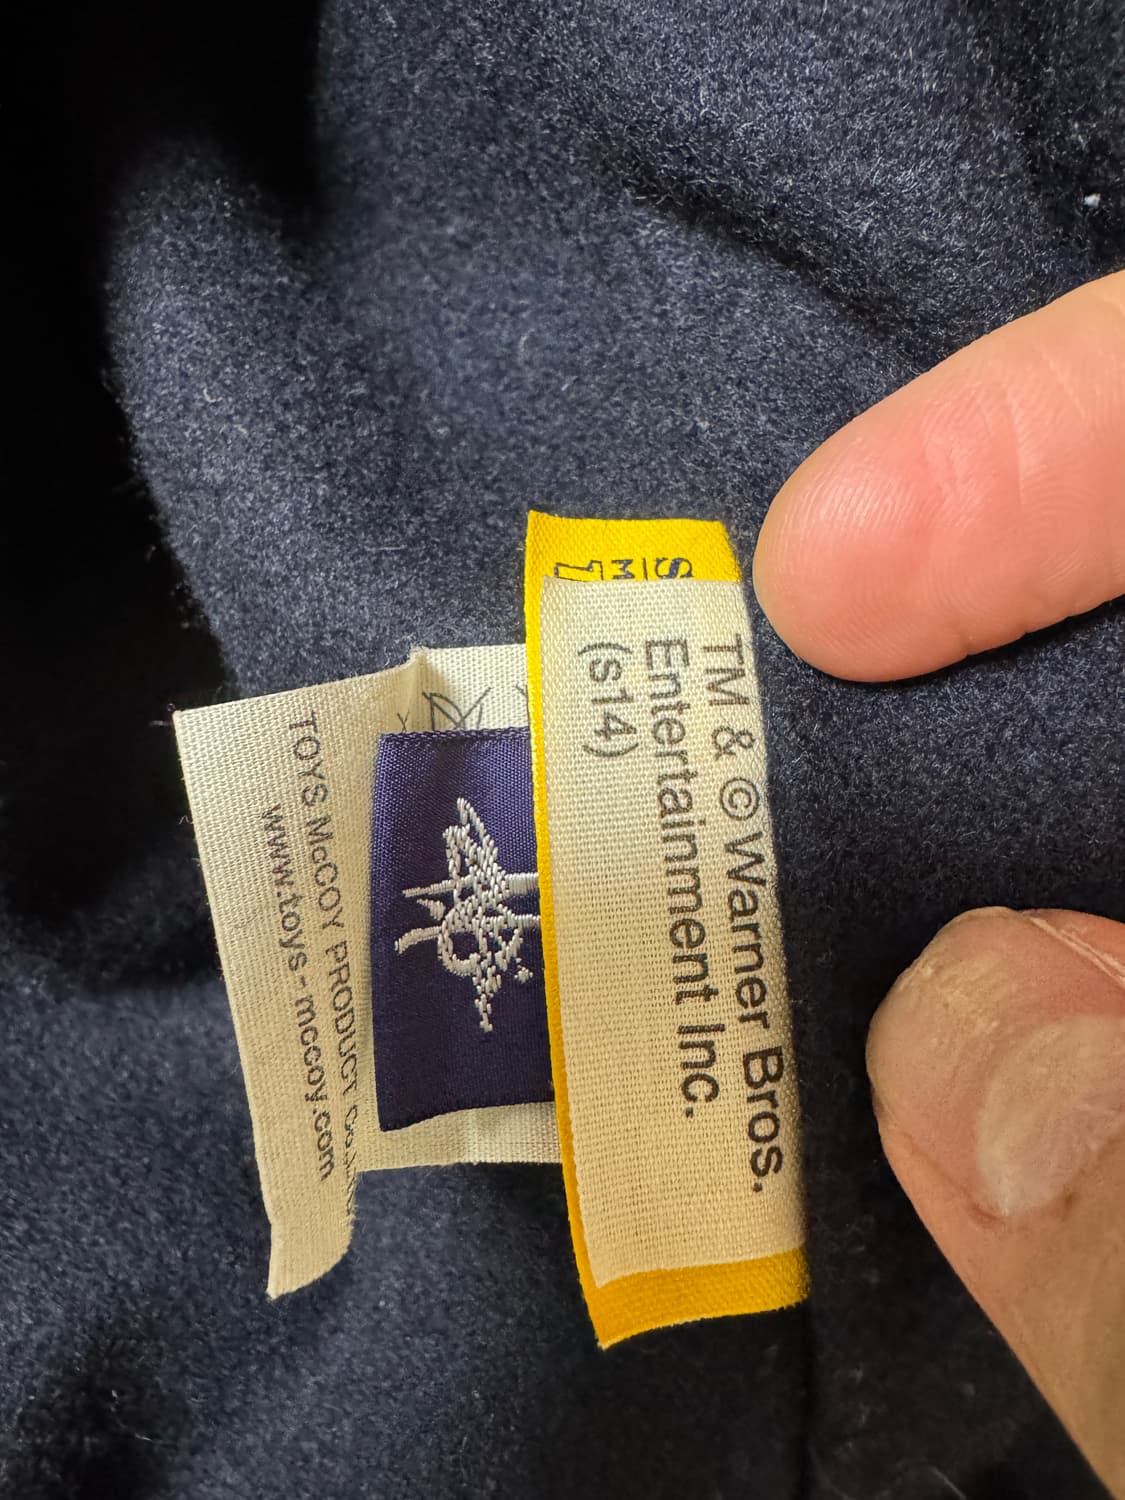 TM & © Warner Bros.
Entertainment Inc.
(s14)
TOYS McCOY PRODUCT
www.toys-mccoy.com